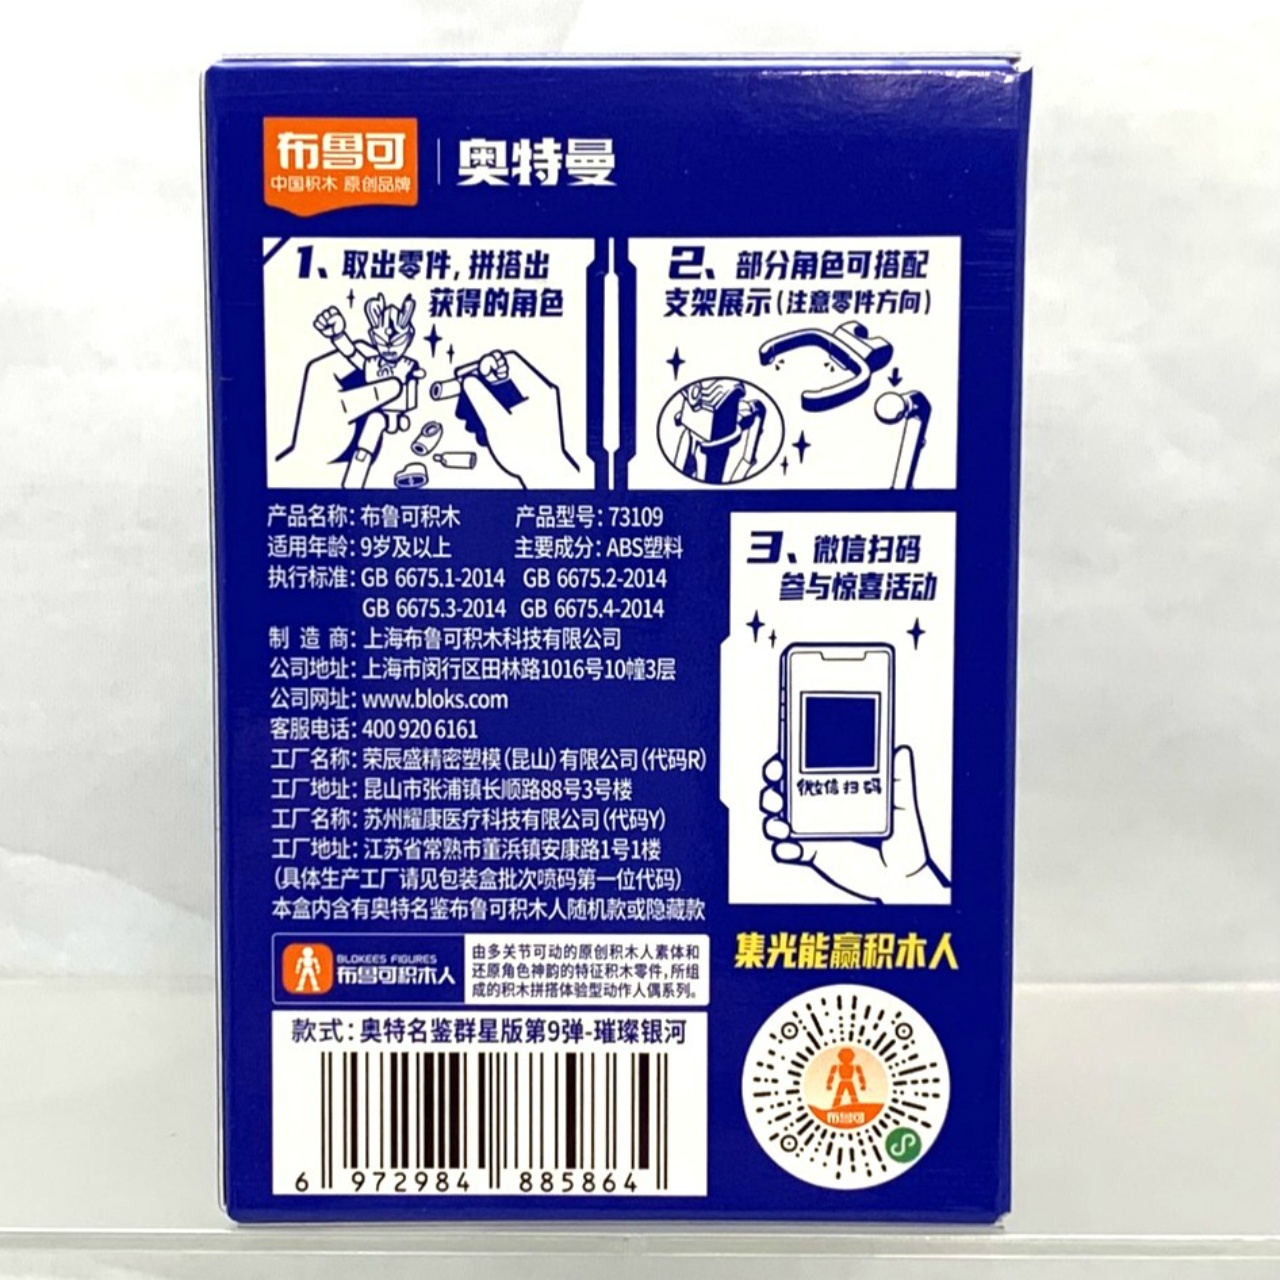 布鲁可
中国积木 原创品牌
奥特曼
1、取出零件,拼搭出
获得的角色
2、部分角色可搭配
支架展示(注意零件方向)
产品名称: 布鲁可积木 产品型号: 73109
适用年龄: 9岁及以上 主要成分: ABS塑料
执行标准: GB 6675.1-2014 GB 6675.2-2014
GB 6675.3-2014 GB 6675.4-2014
制 造 商: 上海布鲁可积木科技有限公司
公司地址: 上海市闵行区田林路1016号10幢3层
公司网址: www.bloks.com
客服电话: 400 920 6161
工厂名称: 荣辰盛精密塑模(昆山)有限公司(代码R)
工厂地址: 昆山市张浦镇长顺路88号3号楼
工厂名称: 苏州耀康医疗科技有限公司(代码Y)
工厂地址: 江苏省常熟市董浜镇安康路1号1楼
(具体生产工厂请见包装盒批次喷码第一位代码)
本盒内含有奥特名鉴布鲁可积木人随机款或隐藏款
3、微信扫码
参与惊喜活动
微信扫码
BLOKEES FIGURES
布鲁可积木人
由多关节可动的原创积木人素体和
还原角色神韵的特征积木零件,所组
成的积木拼搭体验型动作人偶系列。
款式: 奥特名鉴群星版第9弹-璀璨银河
6 972984 885864
集光能赢积木人
布鲁可